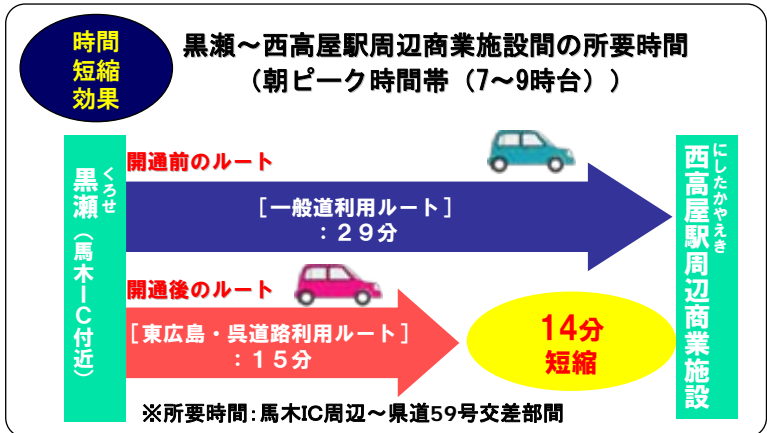 時間
短縮
効果
黒瀬～西高屋駅周辺商業施設間の所要時間
（朝ピーク時間帯（7～9時台））
黒瀬（馬木IC付近）
くろせ
開通前のルート
［一般道利用ルート］
：２９分
開通後のルート
［東広島・呉道路利用ルート］
：１５分
14分
短縮
西高屋駅周辺商業施設
にしたかやえき
※所要時間：馬木IC周辺～県道59号交差部間